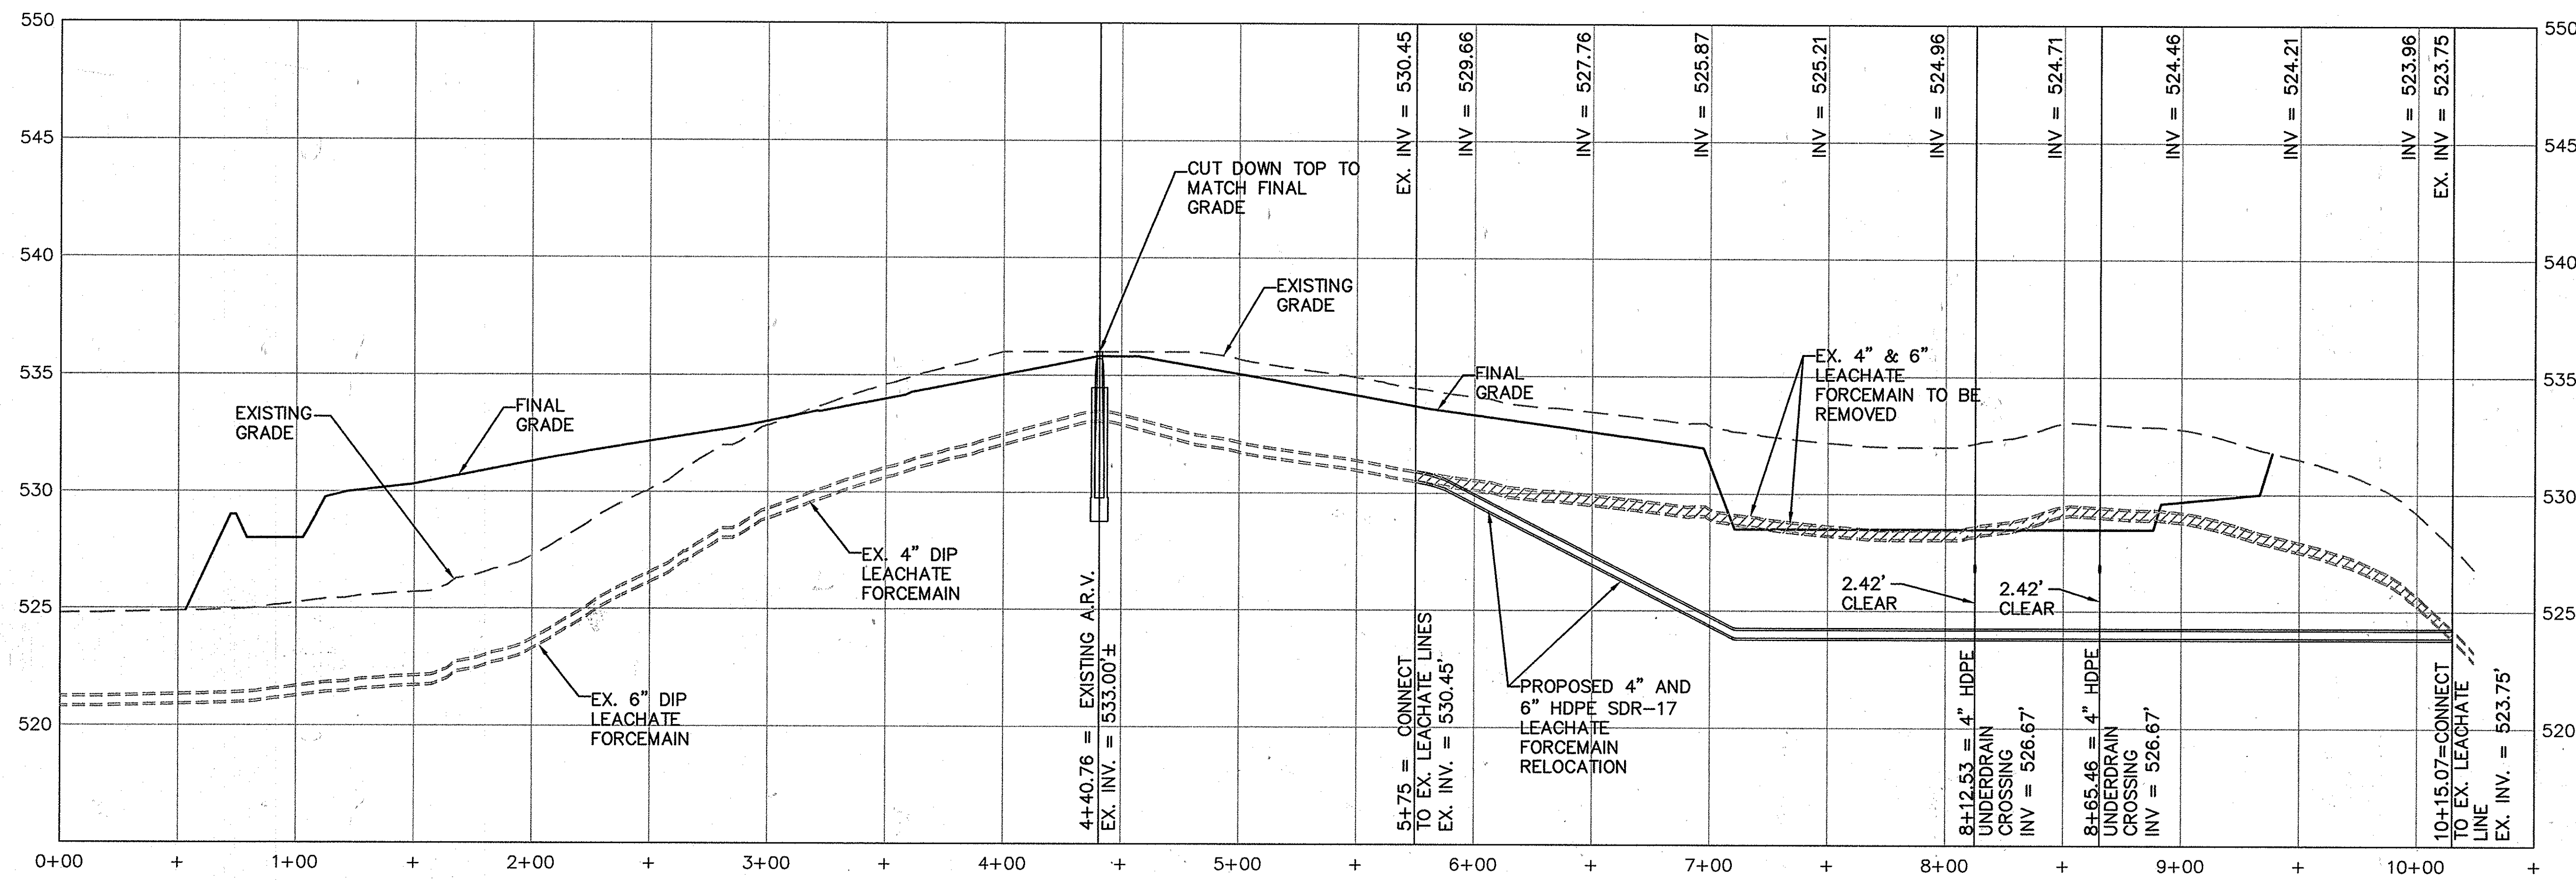 550
545
540
535
530
525
520
550
545
540
535
530
525
520
EX. INV = 530.45
INV = 529.66
INV = 527.76
INV = 525.87
INV = 525.21
INV = 524.96
INV = 524.71
INV = 524.46
INV = 524.21
INV = 523.96
EX. INV = 523.75
CUT DOWN TOP TO
MATCH FINAL
GRADE
EXISTING
GRADE
EXISTING
GRADE
FINAL
GRADE
FINAL
GRADE
EX. 4" & 6"
LEACHATE
FORCEMAIN TO BE
REMOVED
EX. 4" DIP
LEACHATE
FORCEMAIN
EX. 6" DIP
LEACHATE
FORCEMAIN
2.42'
CLEAR
2.42'
CLEAR
PROPOSED 4" AND
6" HDPE SDR-17
LEACHATE
FORCEMAIN
RELOCATION
4+40.76 = EXISTING A.R.V.
EX. INV. = 533.00'±
5+75 = CONNECT
TO EX. LEACHATE LINES
EX. INV. = 530.45'
8+12.53 = 4" HDPE
UNDERDRAIN
CROSSING
INV = 526.67'
8+65.46 = 4" HDPE
UNDERDRAIN
CROSSING
INV = 526.67'
10+15.07=CONNECT
TO EX. LEACHATE
LINE
EX. INV. = 523.75'
0+00 + 1+00 + 2+00 + 3+00 + 4+00 + 5+00 + 6+00 + 7+00 + 8+00 + 9+00 + 10+00 +